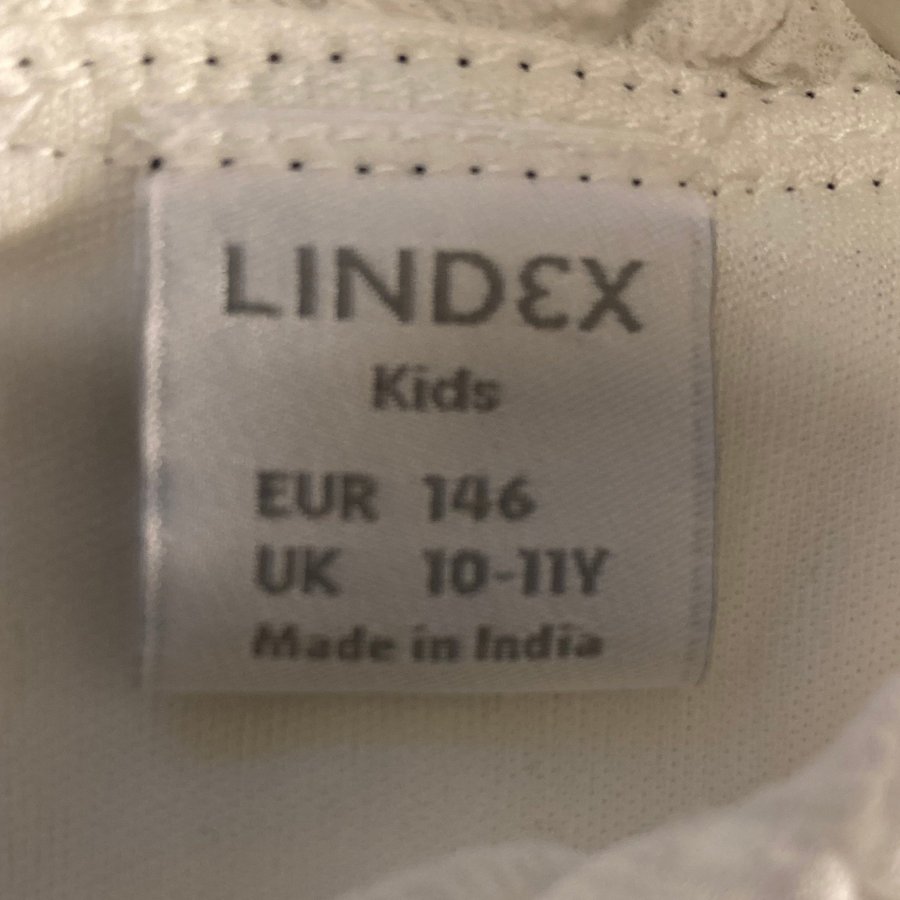 LINDEX
Kids
EUR 146
UK 10-11Y
Made in India